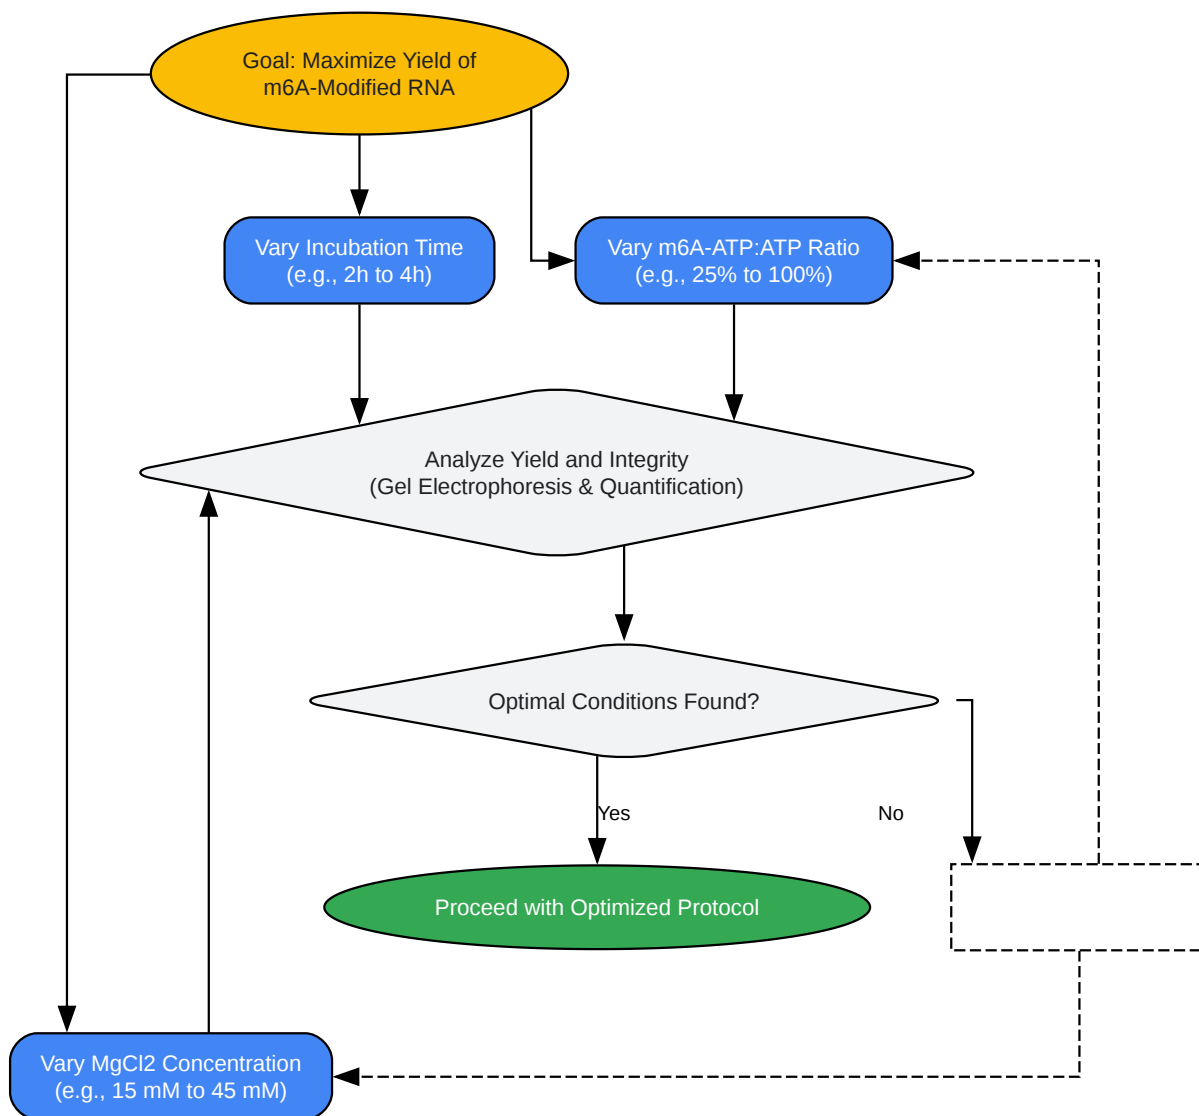 Goal: Maximize Yield of
m6A-Modified RNA
Vary Incubation Time
(e.g., 2h to 4h)
Vary m6A-ATP:ATP Ratio
(e.g., 25% to 100%)
Analyze Yield and Integrity
(Gel Electrophoresis & Quantification)
Optimal Conditions Found?
Yes
No
Proceed with Optimized Protocol
Vary MgCl2 Concentration
(e.g., 15 mM to 45 mM)